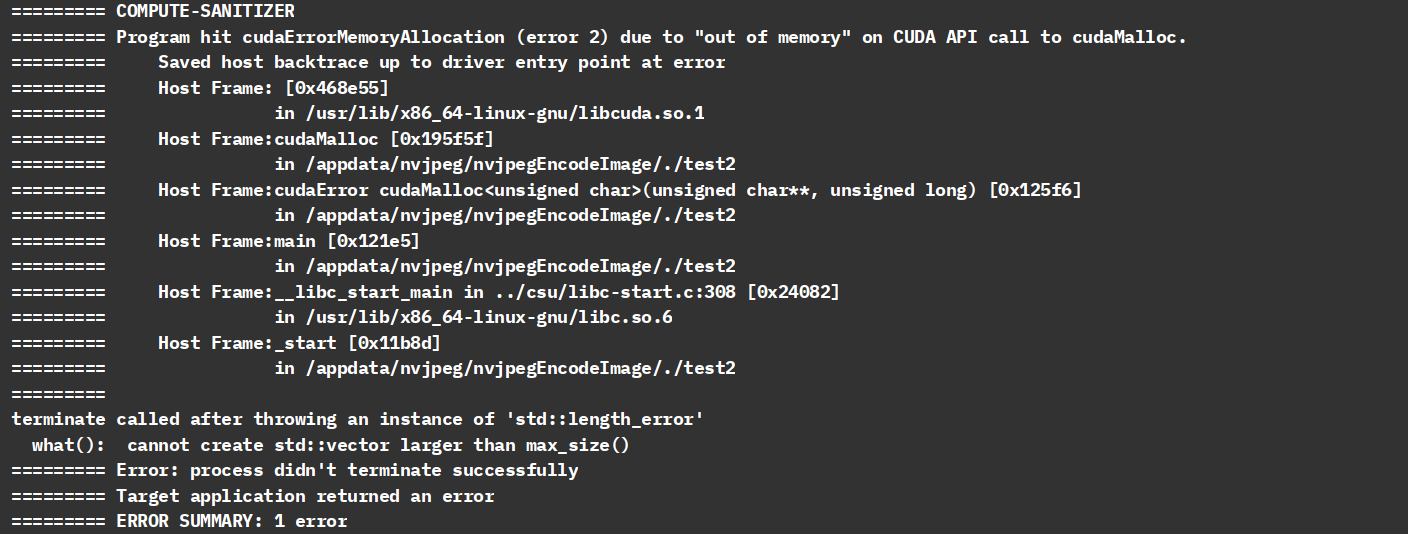 ========= COMPUTE-SANITIZER
========= Program hit cudaErrorMemoryAllocation (error 2) due to "out of memory" on CUDA API call to cudaMalloc.
=========     Saved host backtrace up to driver entry point at error
=========     Host Frame: [0x468e55]
=========                in /usr/lib/x86_64-linux-gnu/libcuda.so.1
=========     Host Frame:cudaMalloc [0x195f5f]
=========                in /appdata/nvjpeg/nvjpegEncodeImage/./test2
=========     Host Frame:cudaError cudaMalloc<unsigned char>(unsigned char**, unsigned long) [0x125f6]
=========                in /appdata/nvjpeg/nvjpegEncodeImage/./test2
=========     Host Frame:main [0x121e5]
=========                in /appdata/nvjpeg/nvjpegEncodeImage/./test2
=========     Host Frame:__libc_start_main in ../csu/libc-start.c:308 [0x24082]
=========                in /usr/lib/x86_64-linux-gnu/libc.so.6
=========     Host Frame:_start [0x11b8d]
=========                in /appdata/nvjpeg/nvjpegEncodeImage/./test2
=========
terminate called after throwing an instance of 'std::length_error'
  what():  cannot create std::vector larger than max_size()
========= Error: process didn't terminate successfully
========= Target application returned an error
========= ERROR SUMMARY: 1 error